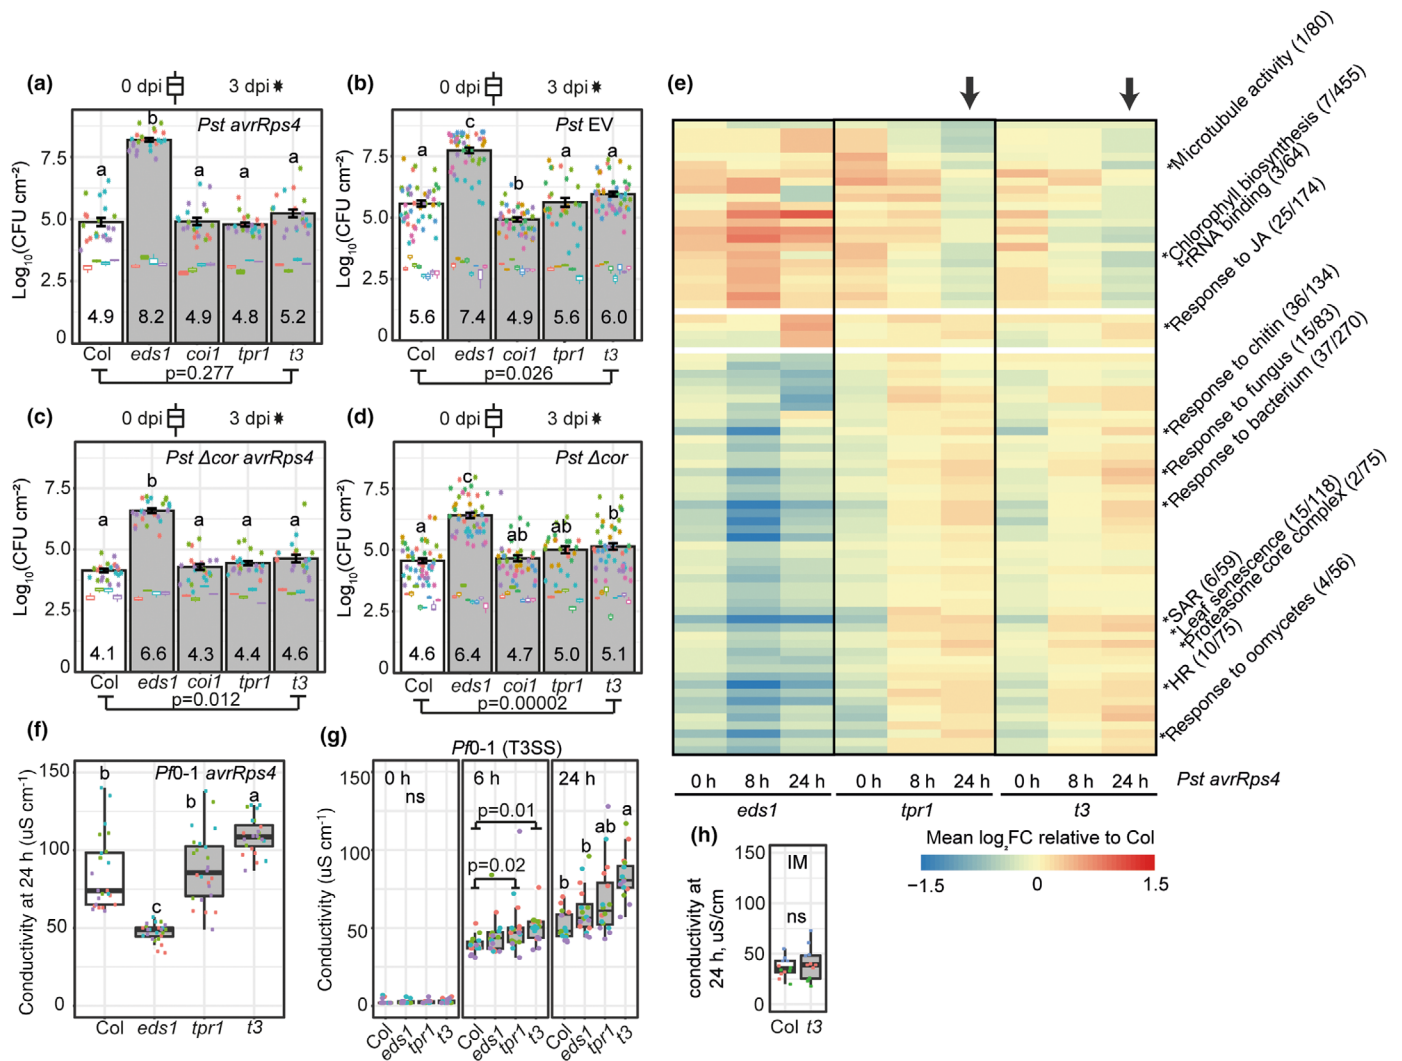 (a)
0 dpi
3 dpi
Pst avrRps4
Log₁₀(CFU cm⁻²)
7.5
5.0
2.5
0
b
a
a
a
a
4.9
8.2
4.9
4.8
5.2
Col
eds1
coi1
tpr1
t3
p=0.277
(b)
0 dpi
3 dpi
Pst EV
Log₁₀(CFU cm⁻²)
7.5
5.0
2.5
0
a
c
b
a
a
5.6
7.4
4.9
5.6
6.0
Col
eds1
coi1
tpr1
t3
p=0.026
(c)
0 dpi
3 dpi
Pst Δcor avrRps4
Log₁₀(CFU cm⁻²)
7.5
5.0
2.5
0
a
b
a
a
a
4.1
6.6
4.3
4.4
4.6
Col
eds1
coi1
tpr1
t3
p=0.012
(d)
0 dpi
3 dpi
Pst Δcor
Log₁₀(CFU cm⁻²)
7.5
5.0
2.5
0
a
c
ab
ab
b
4.6
6.4
4.7
5.0
5.1
Col
eds1
coi1
tpr1
t3
p=0.00002
(e)
*Microtubule activity (1/80)
*Chlorophyll biosynthesis (7/455)
*rRNA binding (3/64)
*Response to JA (25/174)
*Response to chitin (36/134)
*Response to fungus (15/83)
*Response to bacterium (37/270)
*SAR (6/59)
*Leaf senescence (15/118)
*Proteasome core complex (2/75)
*HR (10/75)
*Response to oomycetes (4/56)
0 h 8 h 24 h 0 h 8 h 24 h 0 h 8 h 24 h Pst avrRps4
eds1 tpr1 t3
Mean log₂FC relative to Col
−1.5 0 1.5
(f)
Pf0-1 avrRps4
Conductivity at 24 h (uS cm⁻¹)
150
100
50
0
b
c
b
a
Col
eds1
tpr1
t3
(g)
Pf0-1 (T3SS)
Conductivity (uS cm⁻¹)
150
100
50
0
0 h
ns
6 h
p=0.01
p=0.02
24 h
b
b
ab
a
Col
eds1
tpr1
t3
Col
eds1
tpr1
t3
Col
eds1
tpr1
t3
(h)
IM
ns
conductivity at
24 h, uS/cm
150
100
50
0
Col t3